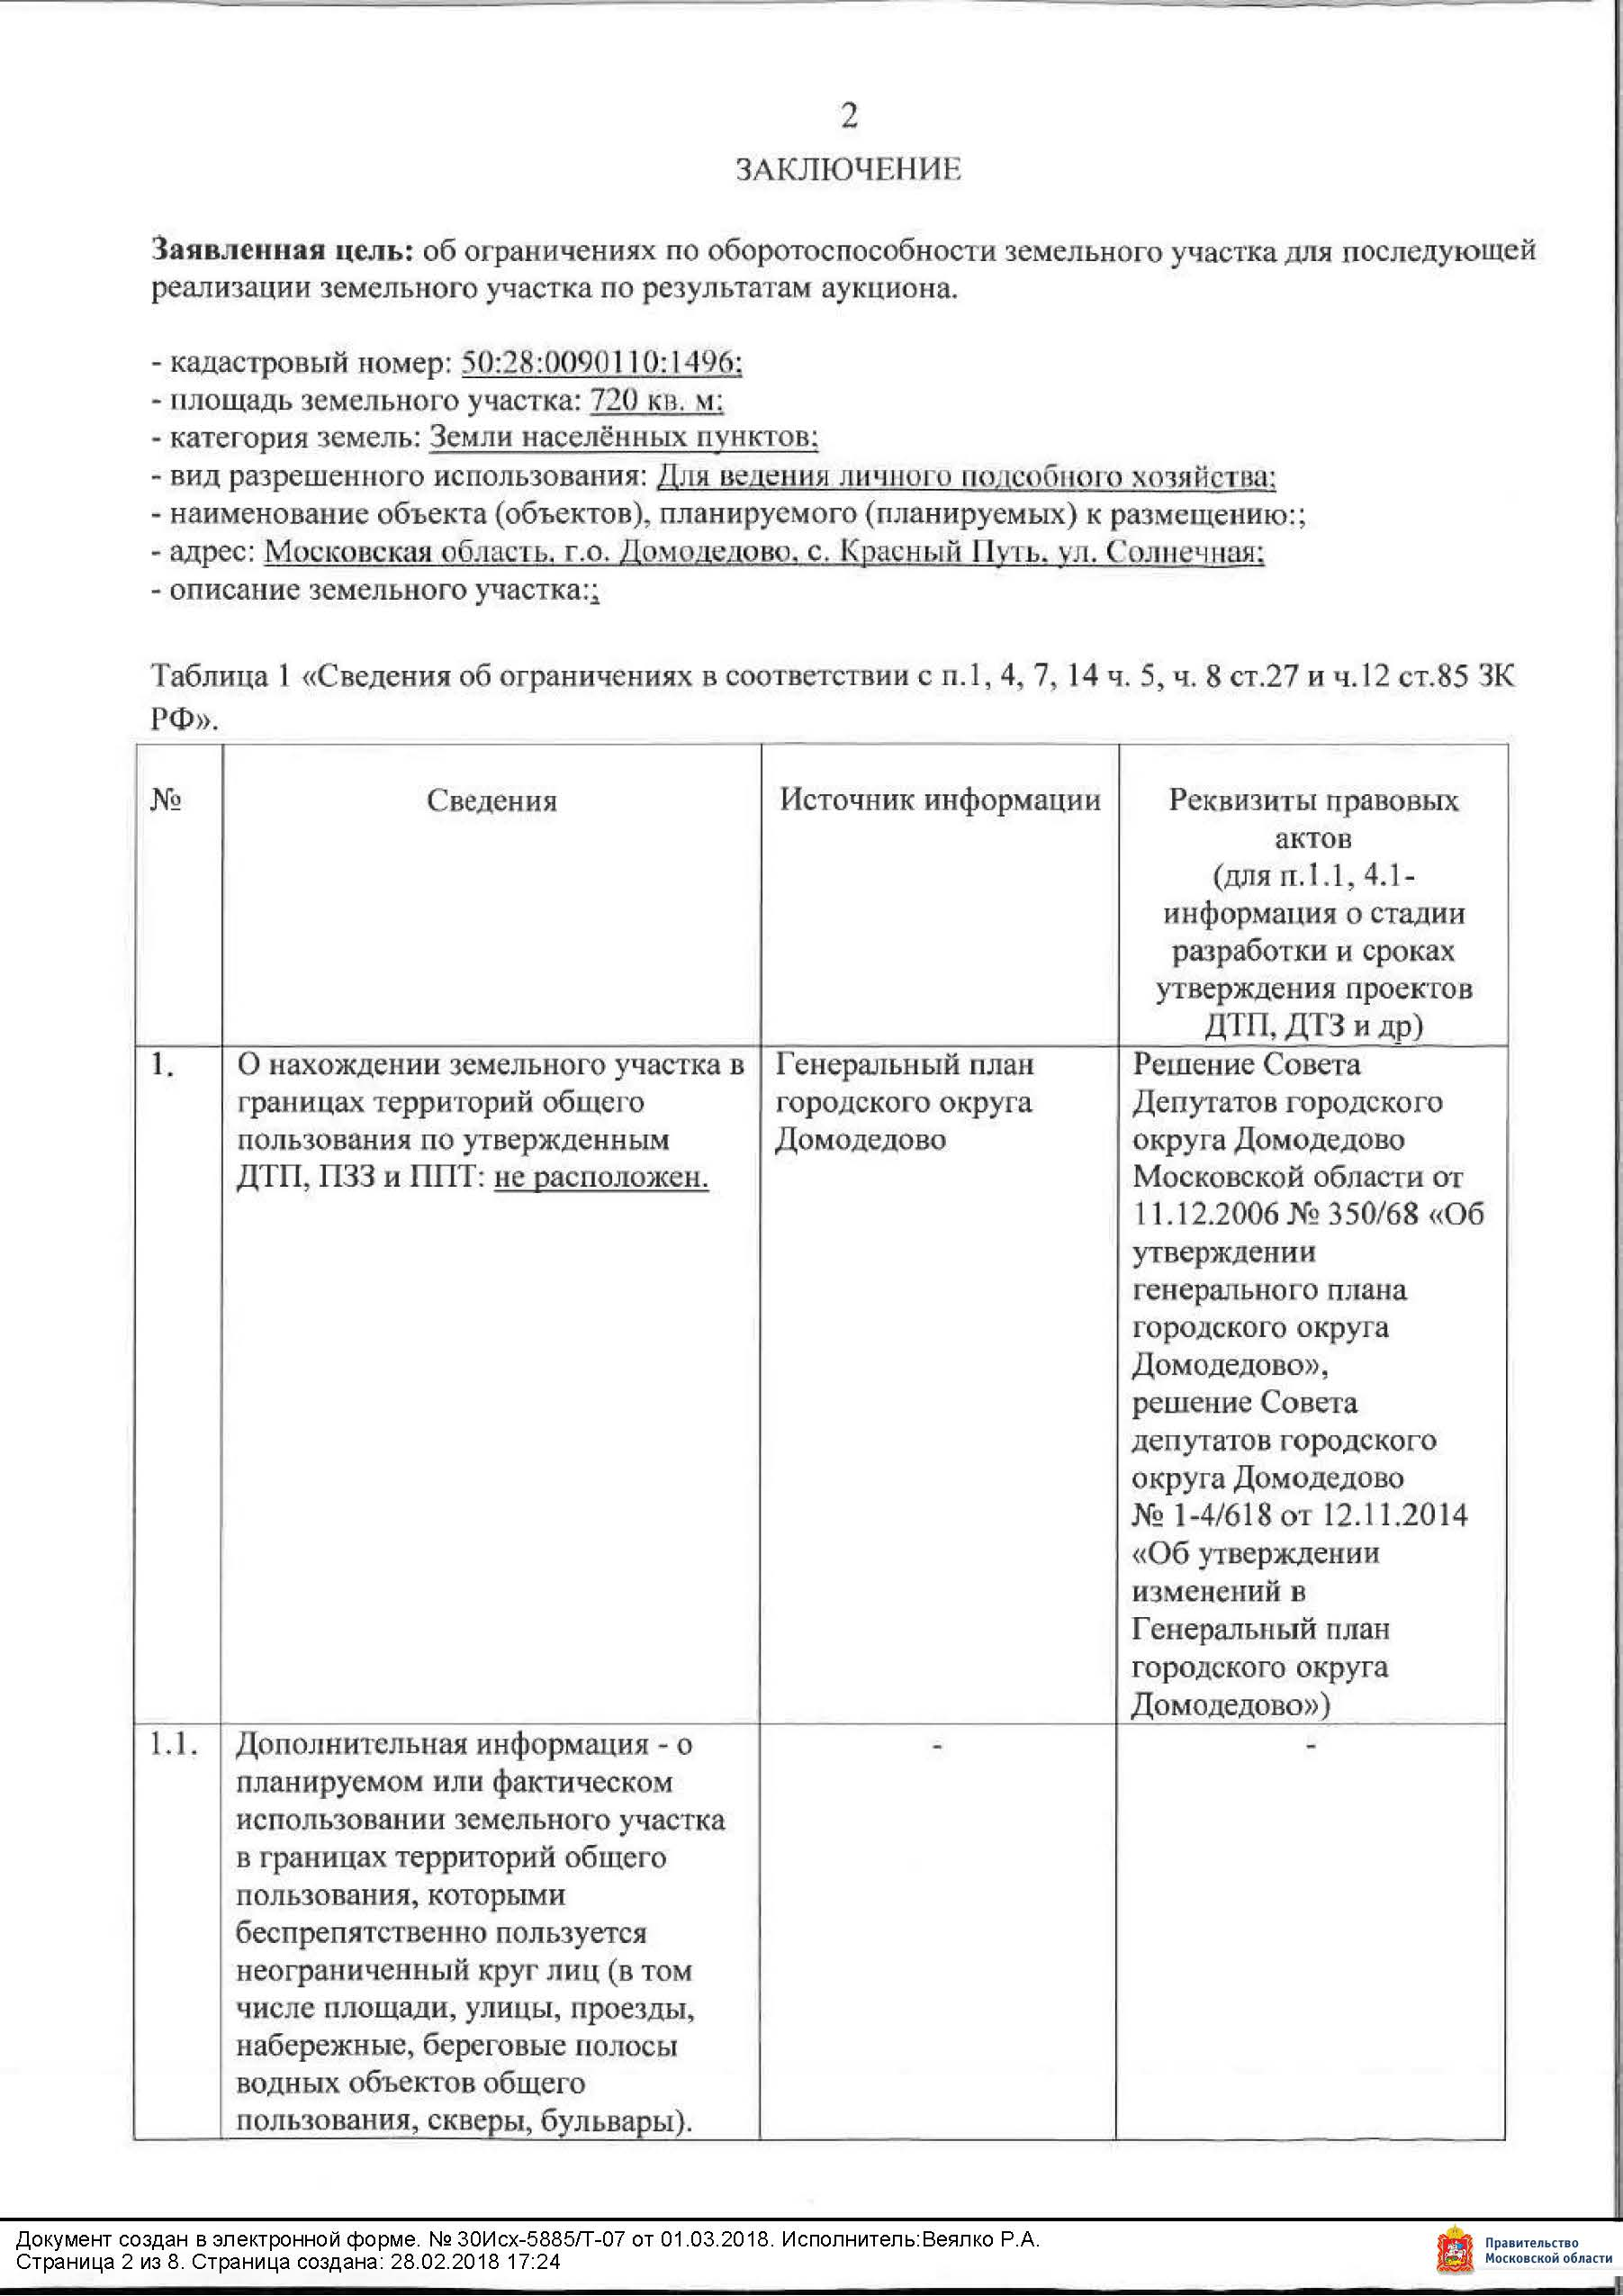 2
ЗАКЛЮЧЕНИЕ
Заявленная цель: об ограничениях по оборотоспособности земельного участка для последующей
реализации земельного участка по результатам аукциона.
- кадастровый номер: 50:28:0090110:1496;
- площадь земельного участка: 720 кв. м;
- категория земель: Земли населённых пунктов;
- вид разрешенного использования: Для ведения личного подсобного хозяйства;
- наименование объекта (объектов), планируемого (планируемых) к размещению:;
- адрес: Московская область, г.о. Домодедово, с. Красный Путь, ул. Солнечная;
- описание земельного участка:;
Таблица 1 «Сведения об ограничениях в соответствии с п.1, 4, 7, 14 ч. 5, ч. 8 ст.27 и ч.12 ст.85 ЗК
РФ».
№
Сведения
Источник информации
Реквизиты правовых
актов
(для п.1.1, 4.1-
информация о стадии
разработки и сроках
утверждения проектов
ДТП, ДТЗ и др)
1.
О нахождении земельного участка в
границах территорий общего
пользования по утвержденным
ДТП, ПЗЗ и ППТ: не расположен.
Генеральный план
городского округа
Домодедово
Решение Совета
Депутатов городского
округа Домодедово
Московской области от
11.12.2006 № 350/68 «Об
утверждении
генерального плана
городского округа
Домодедово»,
решение Совета
депутатов городского
округа Домодедово
№ 1-4/618 от 12.11.2014
«Об утверждении
изменений в
Генеральный план
городского округа
Домодедово»)
1.1.
Дополнительная информация - о
планируемом или фактическом
использовании земельного участка
в границах территорий общего
пользования, которыми
беспрепятственно пользуется
неограниченный круг лиц (в том
числе площади, улицы, проезды,
набережные, береговые полосы
водных объектов общего
пользования, скверы, бульвары).
-
-
Документ создан в электронной форме. № 30Исх-5885/Т-07 от 01.03.2018. Исполнитель:Веялко Р.А.
Страница 2 из 8. Страница создана: 28.02.2018 17:24
Правительство
Московской области